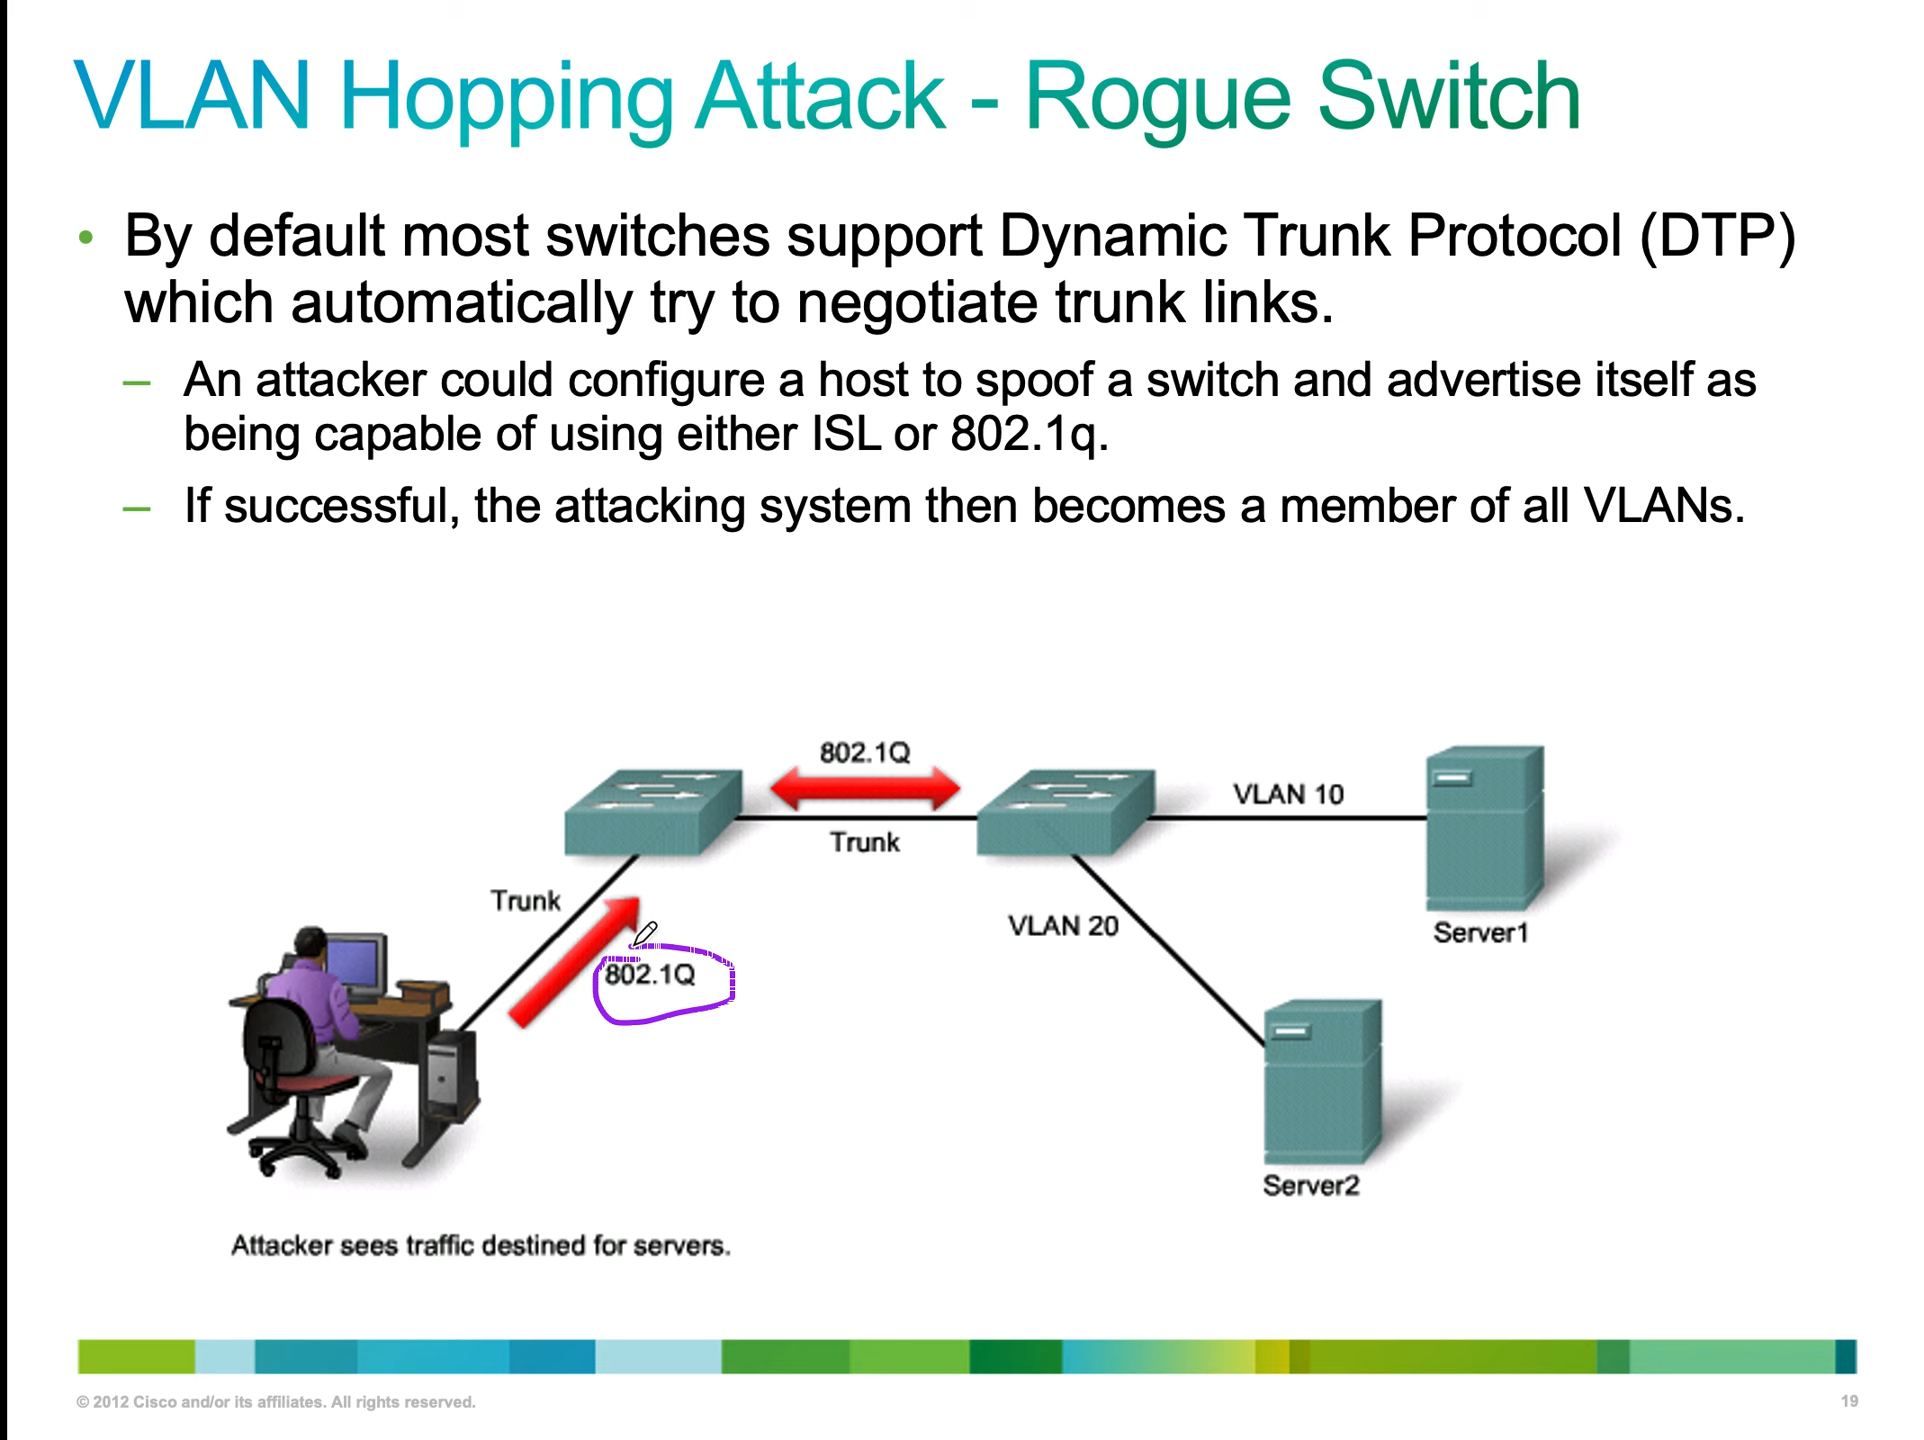 VLAN Hopping Attack - Rogue Switch
• By default most switches support Dynamic Trunk Protocol (DTP)
which automatically try to negotiate trunk links.
– An attacker could configure a host to spoof a switch and advertise itself as
being capable of using either ISL or 802.1q.
– If successful, the attacking system then becomes a member of all VLANs.
802.1Q
Trunk
VLAN 10
Trunk
802.1Q
VLAN 20
Server1
Server2
Attacker sees traffic destined for servers.
© 2012 Cisco and/or its affiliates. All rights reserved.
19